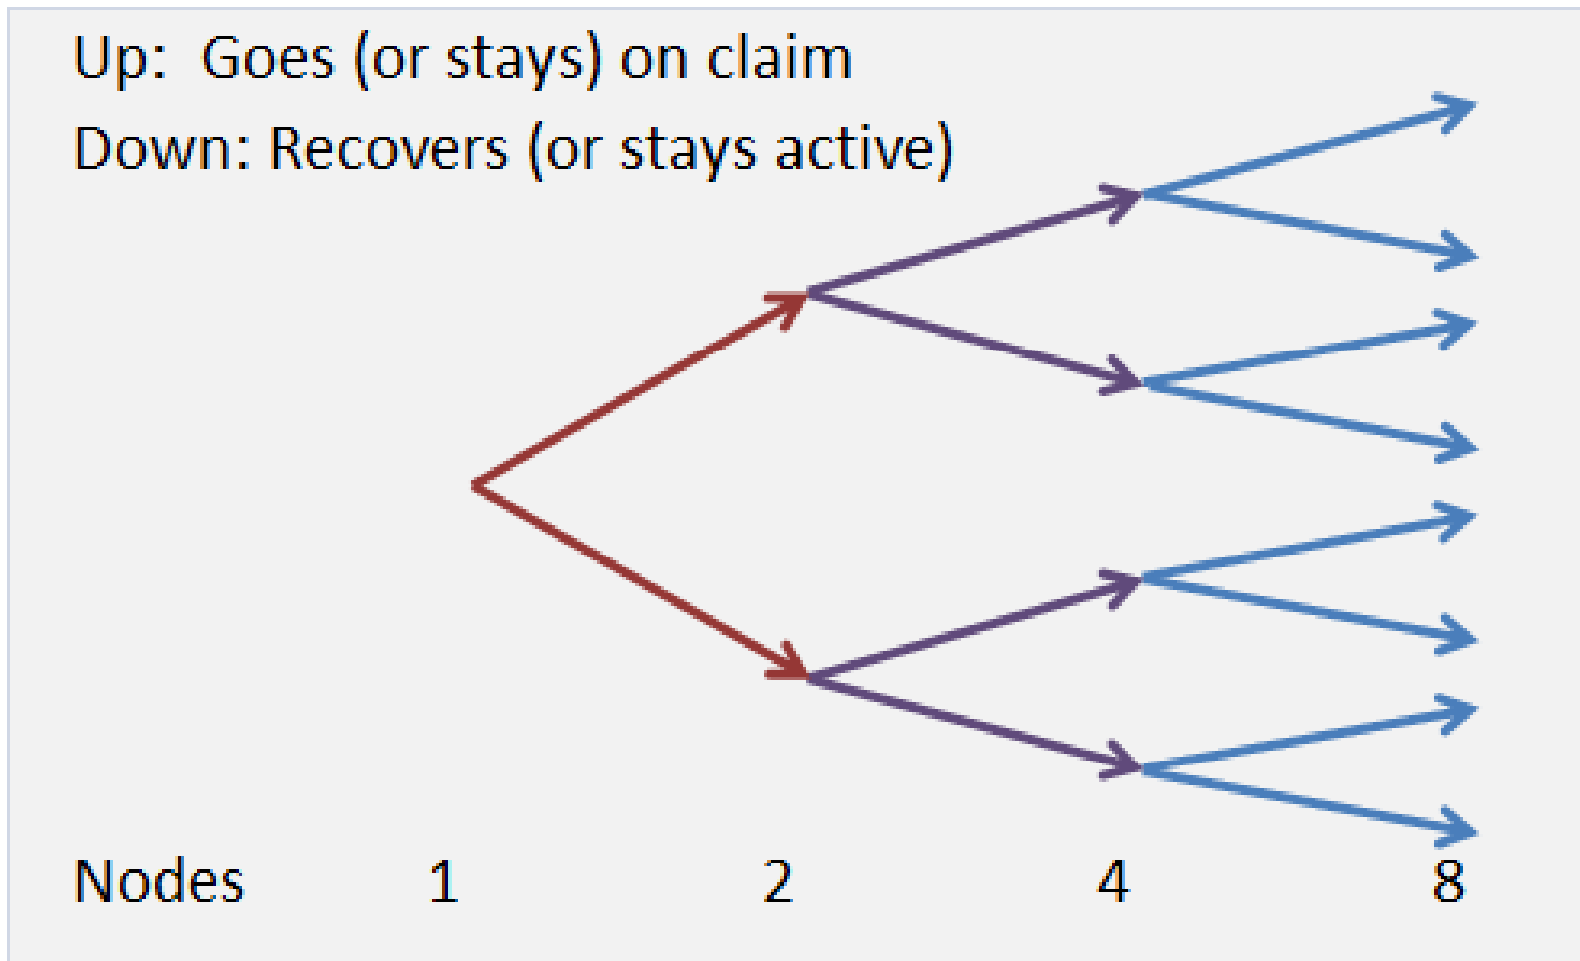 Up:  Goes (or stays) on claim
Down: Recovers (or stays active)
Nodes 1 2 4 8